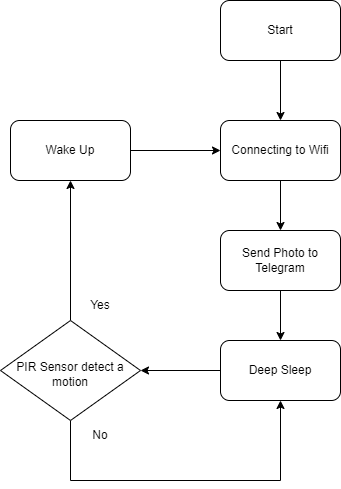 Start
Wake Up
Connecting to Wifi
Send Photo to
Telegram
Yes
PIR Sensor detect a
motion
Deep Sleep
No